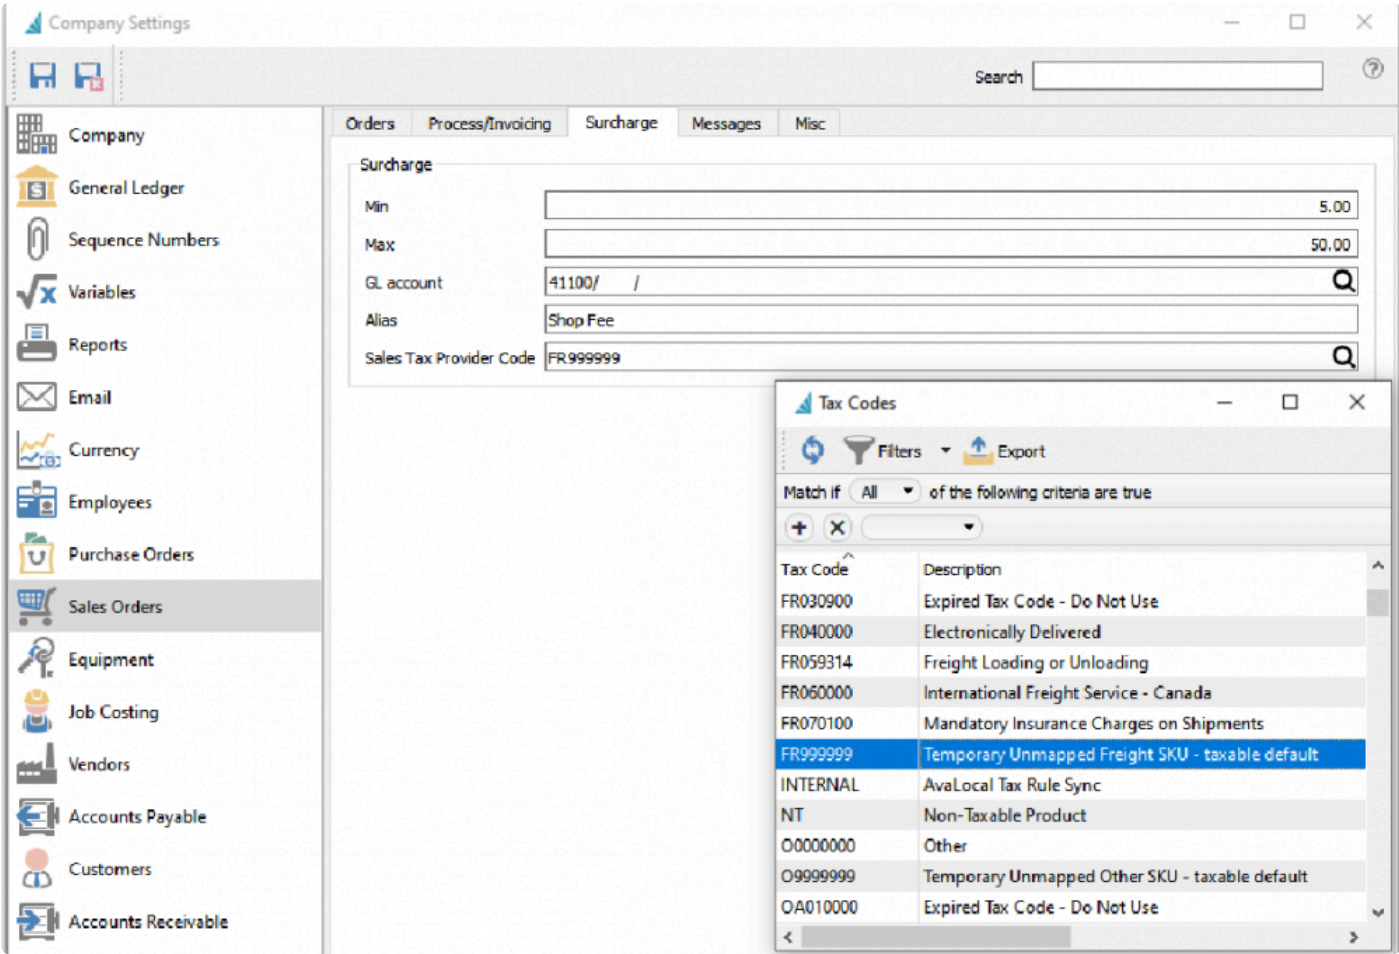 Company Settings
Search
Company
General Ledger
Sequence Numbers
Variables
Reports
Email
Currency
Employees
Purchase Orders
Sales Orders
Equipment
Job Costing
Vendors
Accounts Payable
Customers
Accounts Receivable
Orders Process/Invoicing Surcharge Messages Misc
Surcharge
Min 5.00
Max 50.00
GL account 41100/ /
Alias Shop Fee
Sales Tax Provider Code FR999999
Tax Codes
Filters Export
Match if All of the following criteria are true
Tax Code Description
FR030900 Expired Tax Code - Do Not Use
FR040000 Electronically Delivered
FR059314 Freight Loading or Unloading
FR060000 International Freight Service - Canada
FR070100 Mandatory Insurance Charges on Shipments
FR999999 Temporary Unmapped Freight SKU - taxable default
INTERNAL AvaLocal Tax Rule Sync
NT Non-Taxable Product
O0000000 Other
O9999999 Temporary Unmapped Other SKU - taxable default
OA010000 Expired Tax Code - Do Not Use